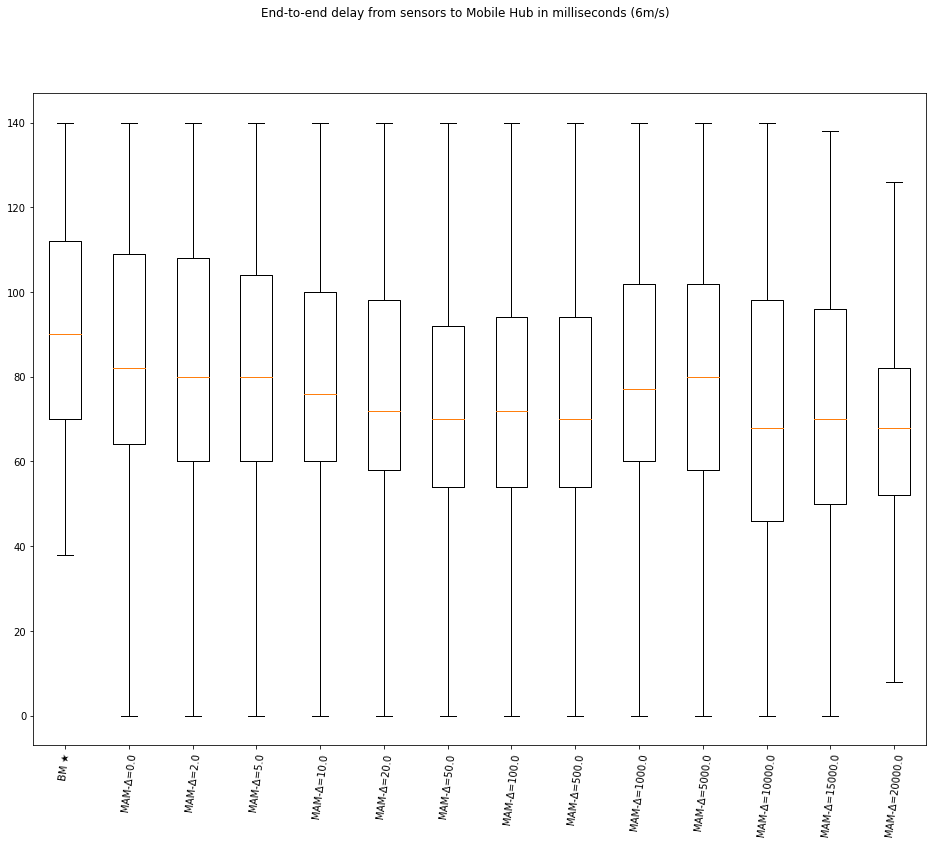 End-to-end delay from sensors to Mobile Hub in milliseconds (6m/s)
140
120
100
80
60
40
20
0
BM ★
MAM-Δ=0.0
MAM-Δ=2.0
MAM-Δ=5.0
MAM-Δ=10.0
MAM-Δ=20.0
MAM-Δ=50.0
MAM-Δ=100.0
MAM-Δ=500.0
MAM-Δ=1000.0
MAM-Δ=5000.0
MAM-Δ=10000.0
MAM-Δ=15000.0
MAM-Δ=20000.0